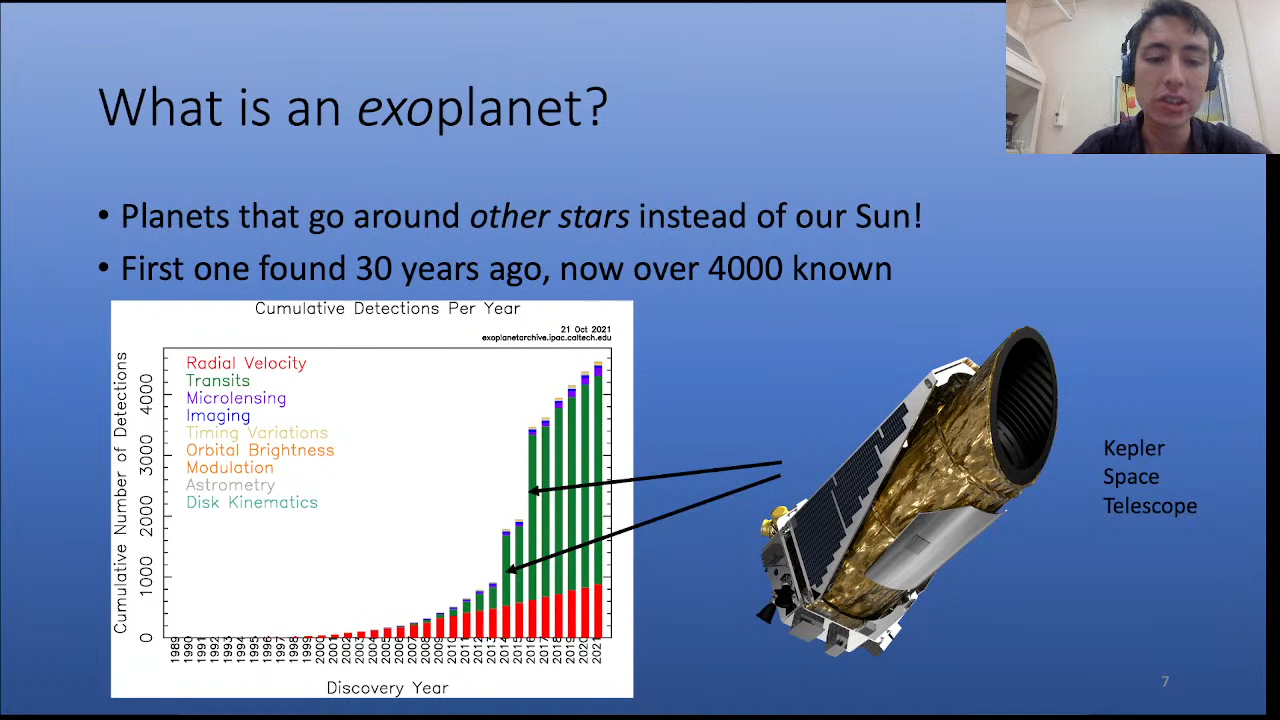 What is an exoplanet?
• Planets that go around other stars instead of our Sun!
• First one found 30 years ago, now over 4000 known
Cumulative Detections Per Year
21 Oct 2021
exoplanetarchive.ipac.caltech.edu
Radial Velocity
Transits
Microlensing
Imaging
Timing Variations
Orbital Brightness
Modulation
Astrometry
Disk Kinematics
Cumulative Number of Detections
4000
3000
2000
1000
0
1989 1990 1991 1992 1993 1994 1995 1996 1997 1998 1999 2000 2001 2002 2003 2004 2005 2006 2007 2008 2009 2010 2011 2012 2013 2014 2015 2016 2017 2018 2019 2020 2021
Discovery Year
Kepler
Space
Telescope
7